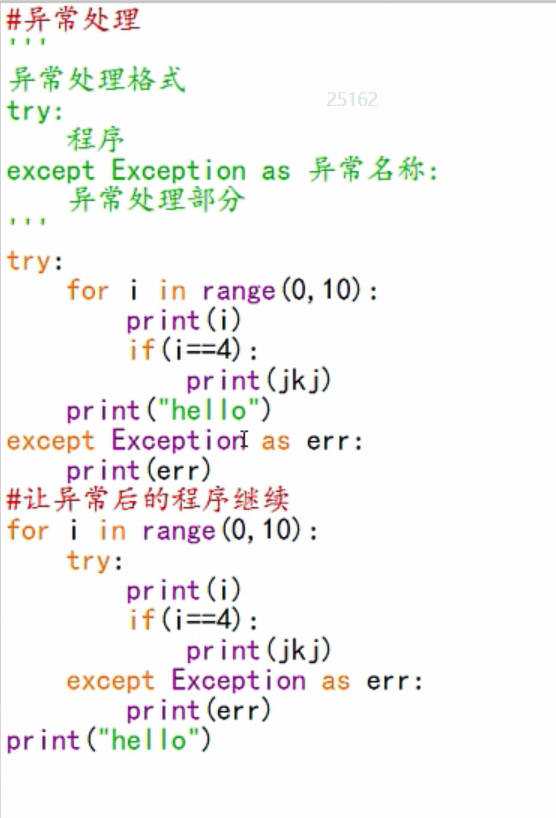 #异常处理
'''
异常处理格式
25162
try:
    程序
except Exception as 异常名称:
    异常处理部分
'''
try:
    for i in range(0,10):
        print(i)
        if(i==4):
            print(jkj)
    print("hello")
except Exception as err:
    print(err)
#让异常后的程序继续
for i in range(0,10):
    try:
        print(i)
        if(i==4):
            print(jkj)
    except Exception as err:
        print(err)
print("hello")